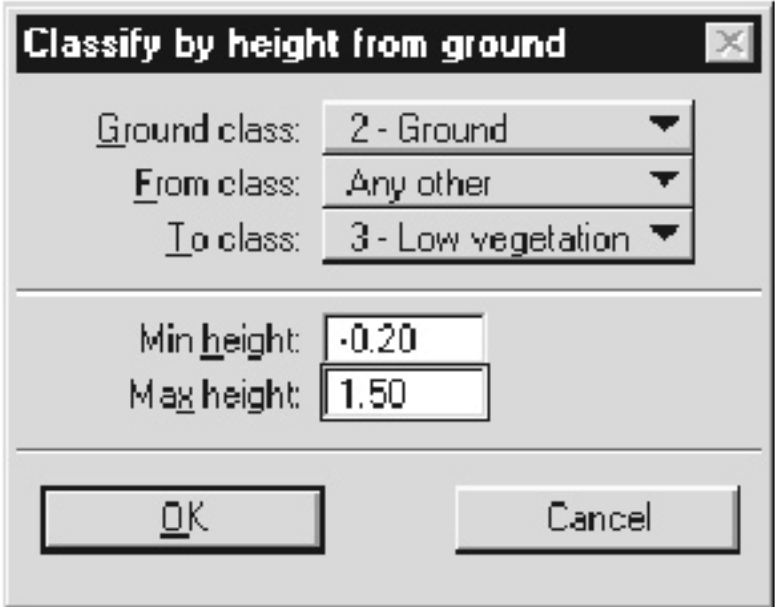 Classify by height from ground
Ground class: 2 - Ground
From class: Any other
To class: 3 - Low vegetation
Min height: -0.20
Max height: 1.50
OK Cancel